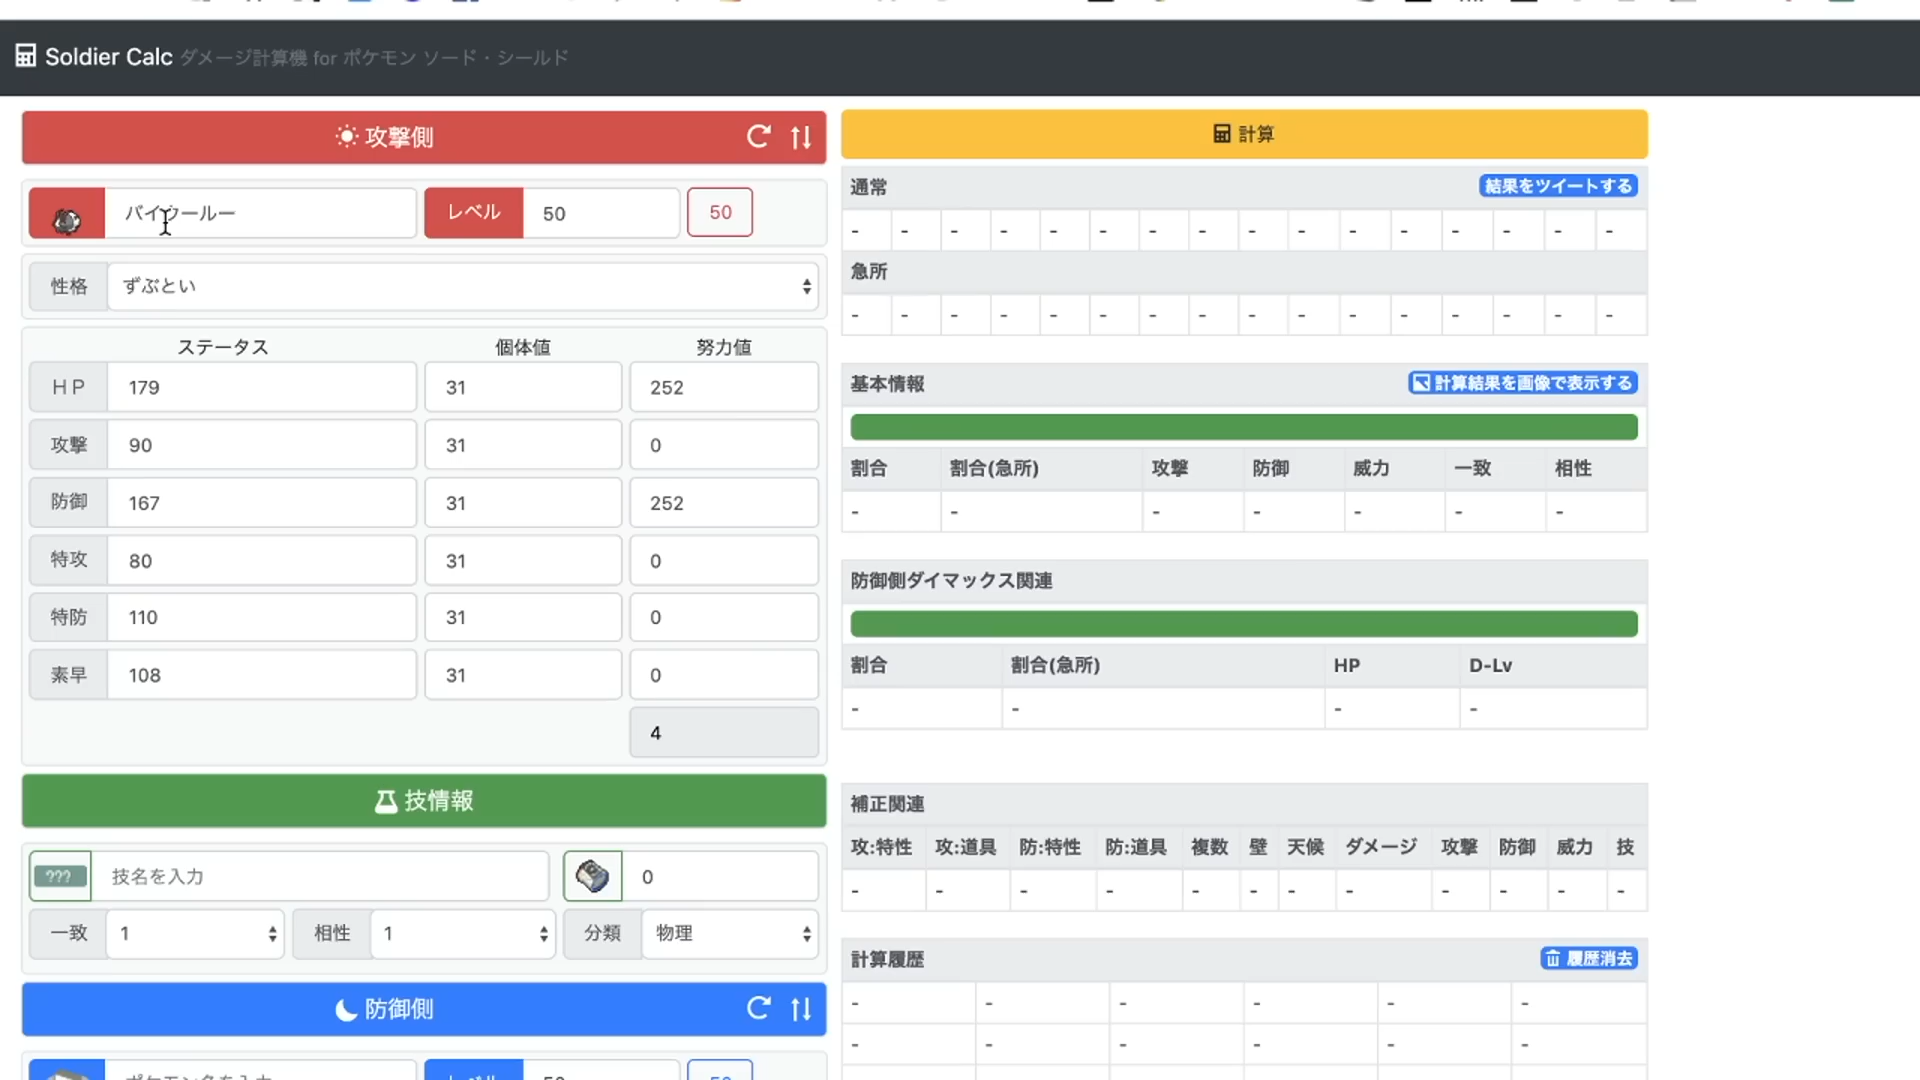 Soldier Calc ダメージ計算機 for ポケモン ソード・シールド
攻撃側
バイウールー レベル 50 50
性格 ずぶとい
ステータス 個体値 努力値
HP 179 31 252
攻撃 90 31 0
防御 167 31 252
特攻 80 31 0
特防 110 31 0
素早 108 31 0
4
技情報
??? 技名を入力 0
一致 1 相性 1 分類 物理
防御側
計算
通常 結果をツイートする
- - - - - - - - - - - - - - - -
急所
- - - - - - - - - - - - - - - -
基本情報 計算結果を画像で表示する
割合 割合(急所) 攻撃 防御 威力 一致 相性
- - - - - - -
防御側ダイマックス関連
割合 割合(急所) HP D-Lv
- - - -
補正関連
攻:特性 攻:道具 防:特性 防:道具 複数 壁 天候 ダメージ 攻撃 防御 威力 技
- - - - - - - - - - - -
計算履歴 履歴消去
- - - - - -
- - - - - -